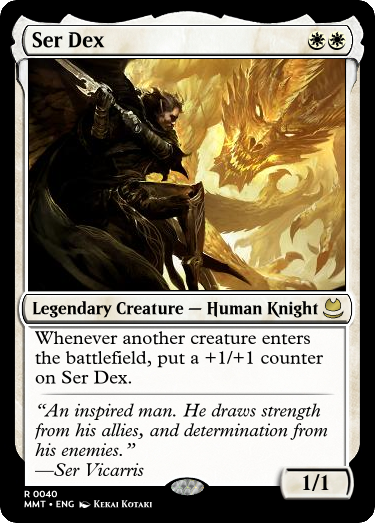 Ser Dex
Legendary Creature — Human Knight
Whenever another creature enters
the battlefield, put a +1/+1 counter
on Ser Dex.
“An inspired man. He draws strength
from his allies, and determination from
his enemies.”
—Ser Vicarris
1/1
R 0040
MMT • ENG Kekai Kotaki